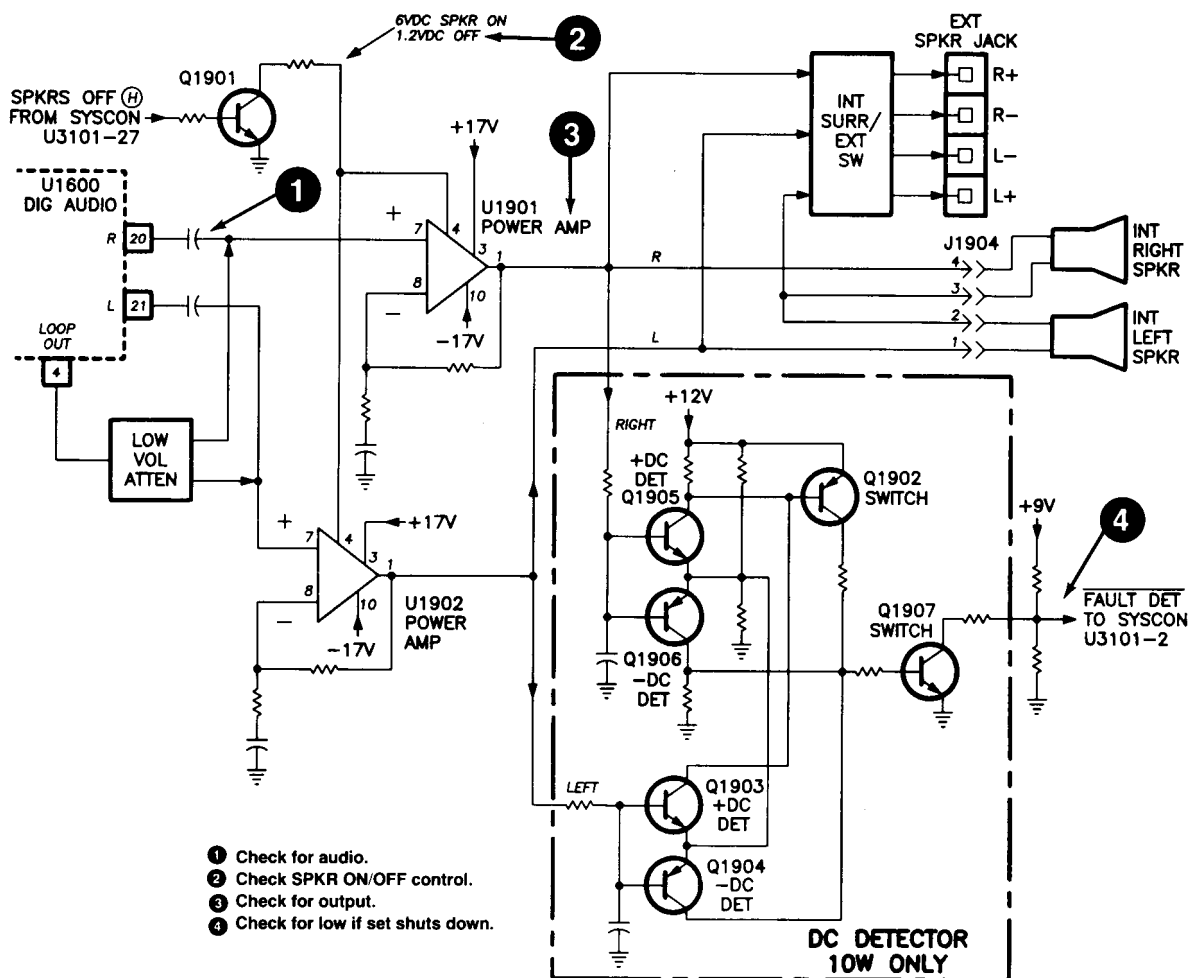 6VDC SPKR ON
1.2VDC OFF
2
Q1901
SPKRS OFF (H)
FROM SYSCON
U3101-27
+17V
3
1
U1600
DIG AUDIO
R 20
L 21
LOOP
OUT
4
LOW
VOL
ATTEN
+
7
4
U1901
POWER AMP
3
1
8
−
10
−17V
R
L
INT
SURR/
EXT
SW
EXT
SPKR JACK
R+
R−
L−
L+
J1904
4
3
2
1
INT
RIGHT
SPKR
INT
LEFT
SPKR
+
7
4
+17V
3
1
8
−
10
−17V
U1902
POWER
AMP
+12V
RIGHT
+DC
DET
Q1905
Q1902
SWITCH
Q1906
−DC
DET
Q1907
SWITCH
+9V
4
FAULT DET
TO SYSCON
U3101-2
LEFT
Q1903
+DC
DET
Q1904
−DC
DET
DC DETECTOR
10W ONLY
1 Check for audio.
2 Check SPKR ON/OFF control.
3 Check for output.
4 Check for low if set shuts down.